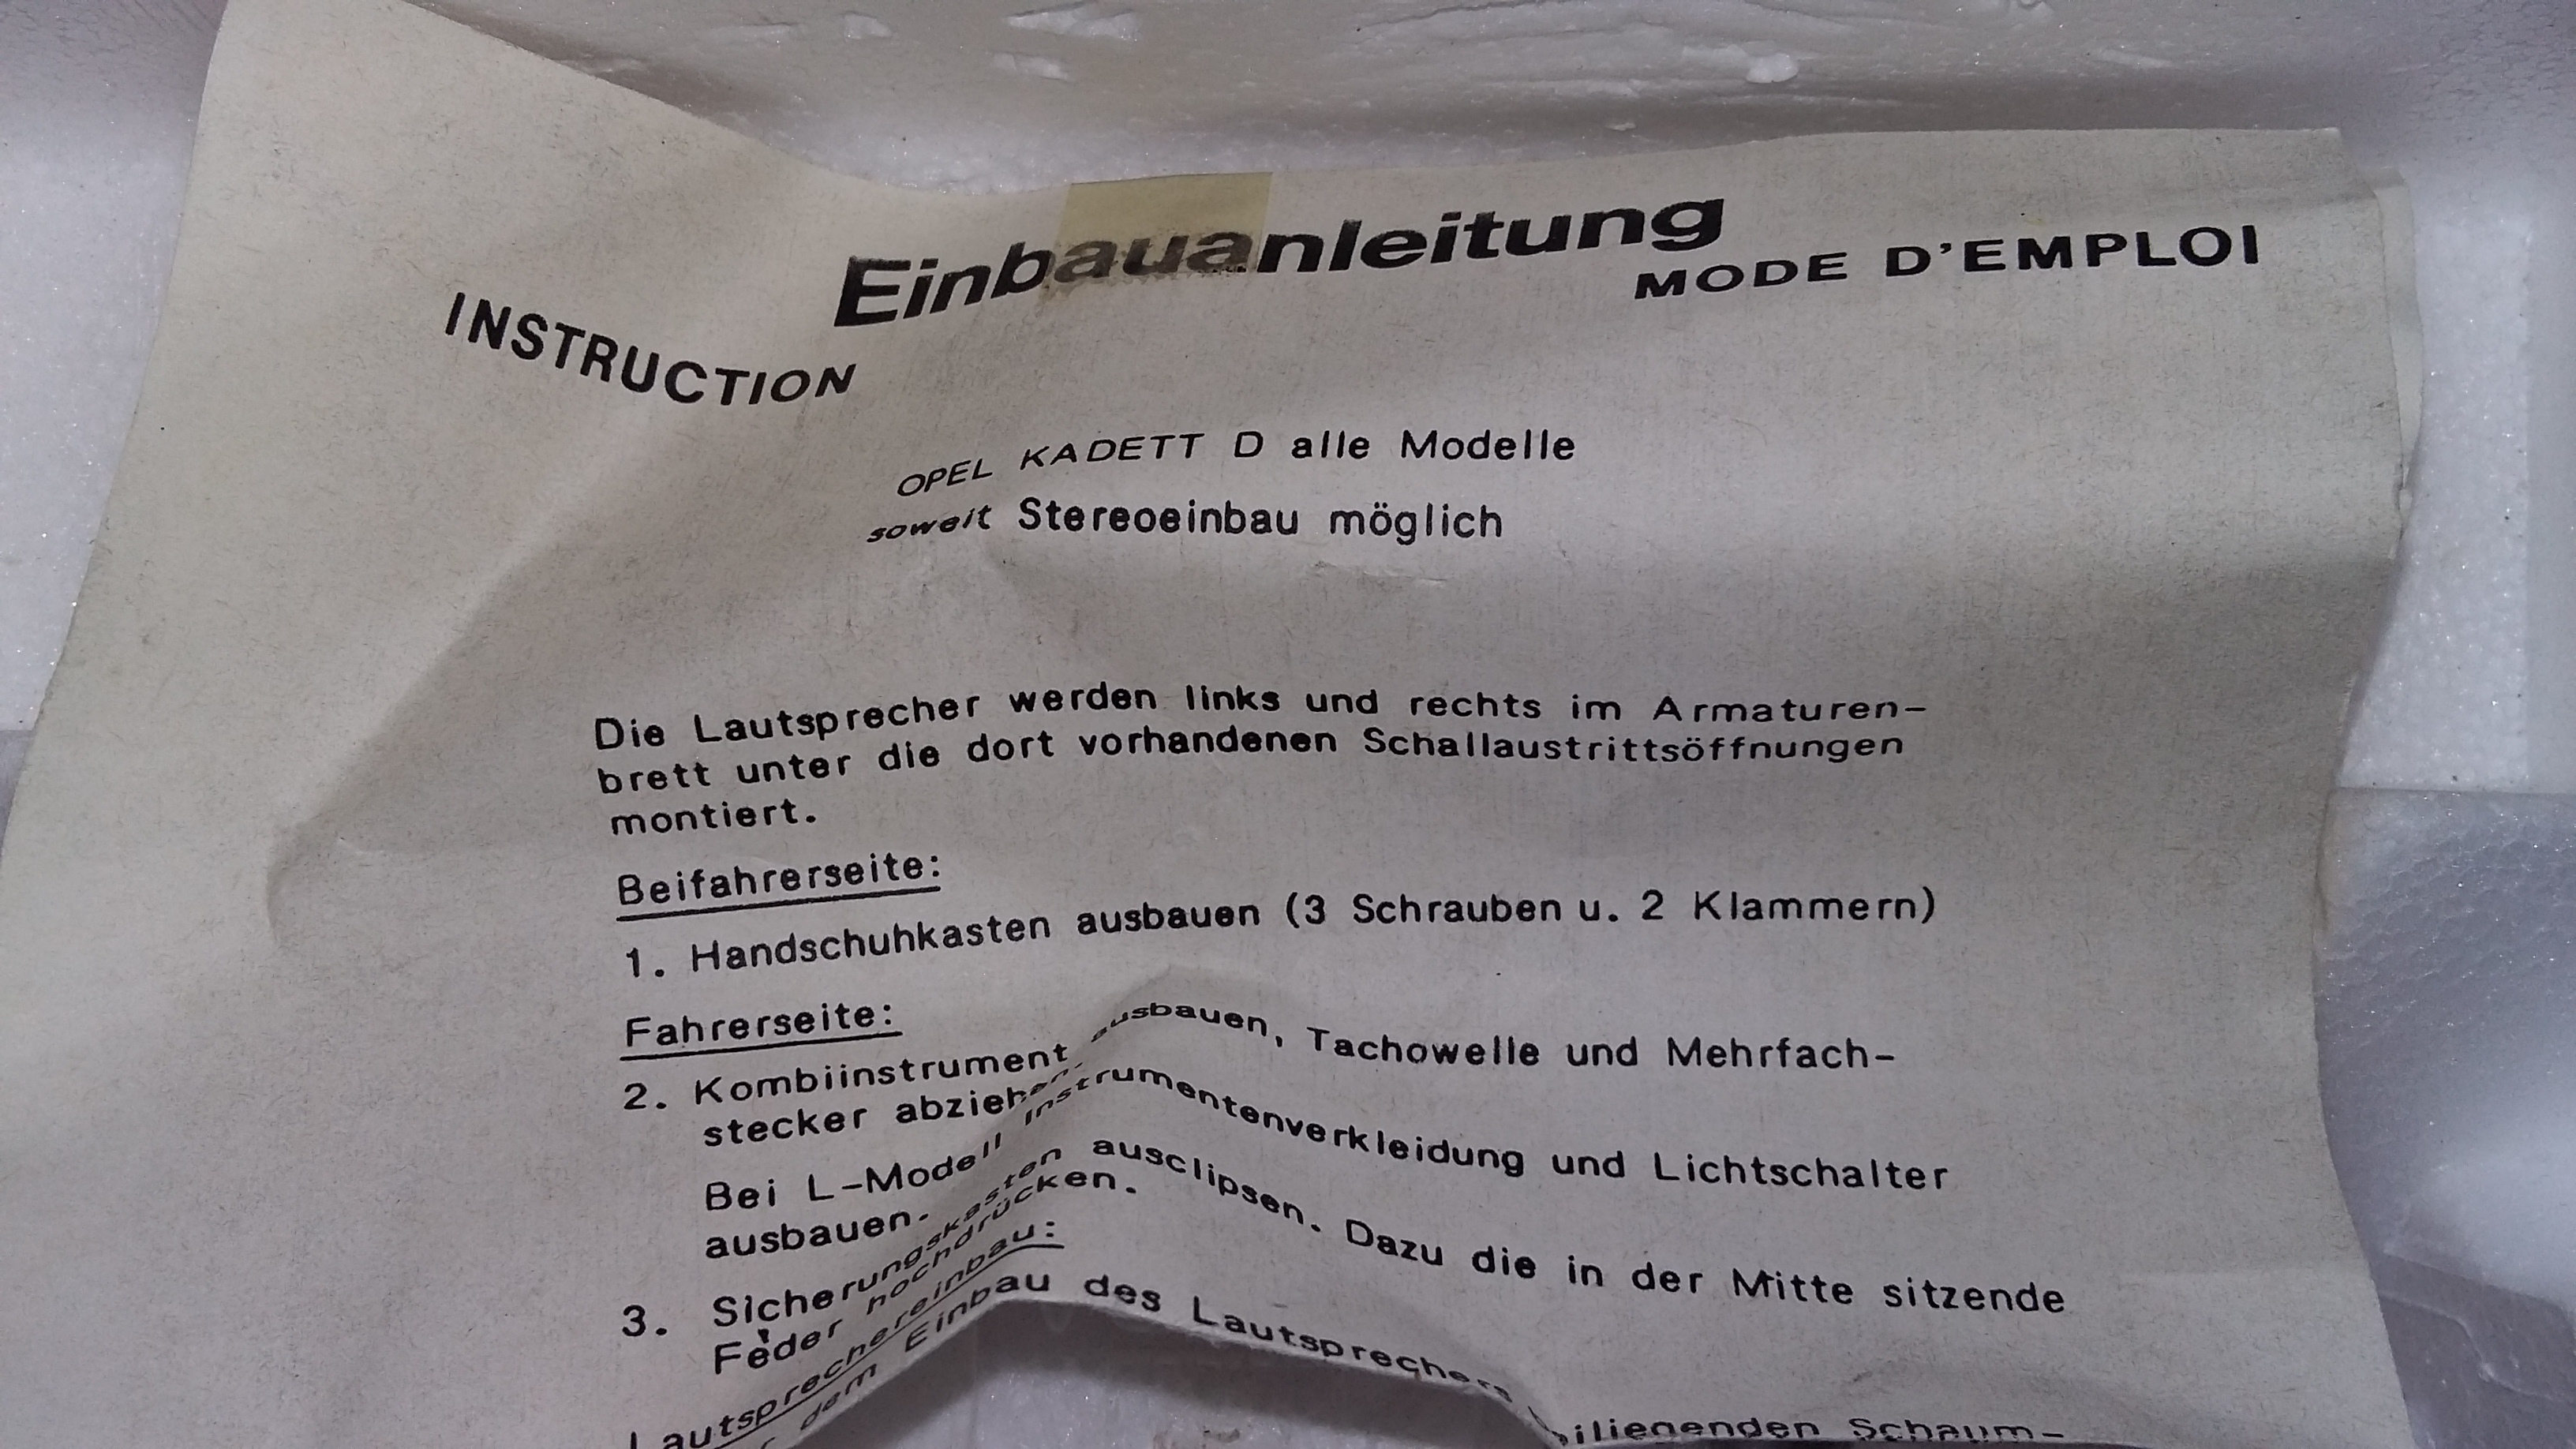 Einbauanleitung
INSTRUCTION
MODE D'EMPLOI
OPEL KADETT D alle Modelle
soweit Stereoeinbau möglich
Die Lautsprecher werden links und rechts im Armaturen-
brett unter die dort vorhandenen Schallaustrittsöffnungen
montiert.
Beifahrerseite:
1. Handschuhkasten ausbauen (3 Schrauben u. 2 Klammern)
Fahrerseite:
2. Kombiinstrument ausbauen, Tachowelle und Mehrfach-
stecker abziehen.
Bei L-Modell Instrumentenverkleidung und Lichtschalter
ausbauen.
3. Sicherungskasten ausclipsen. Dazu die in der Mitte sitzende
Feder hochdrücken.
Lautsprechereinbau:
dem Einbau des Lautsprechers
Schaum-